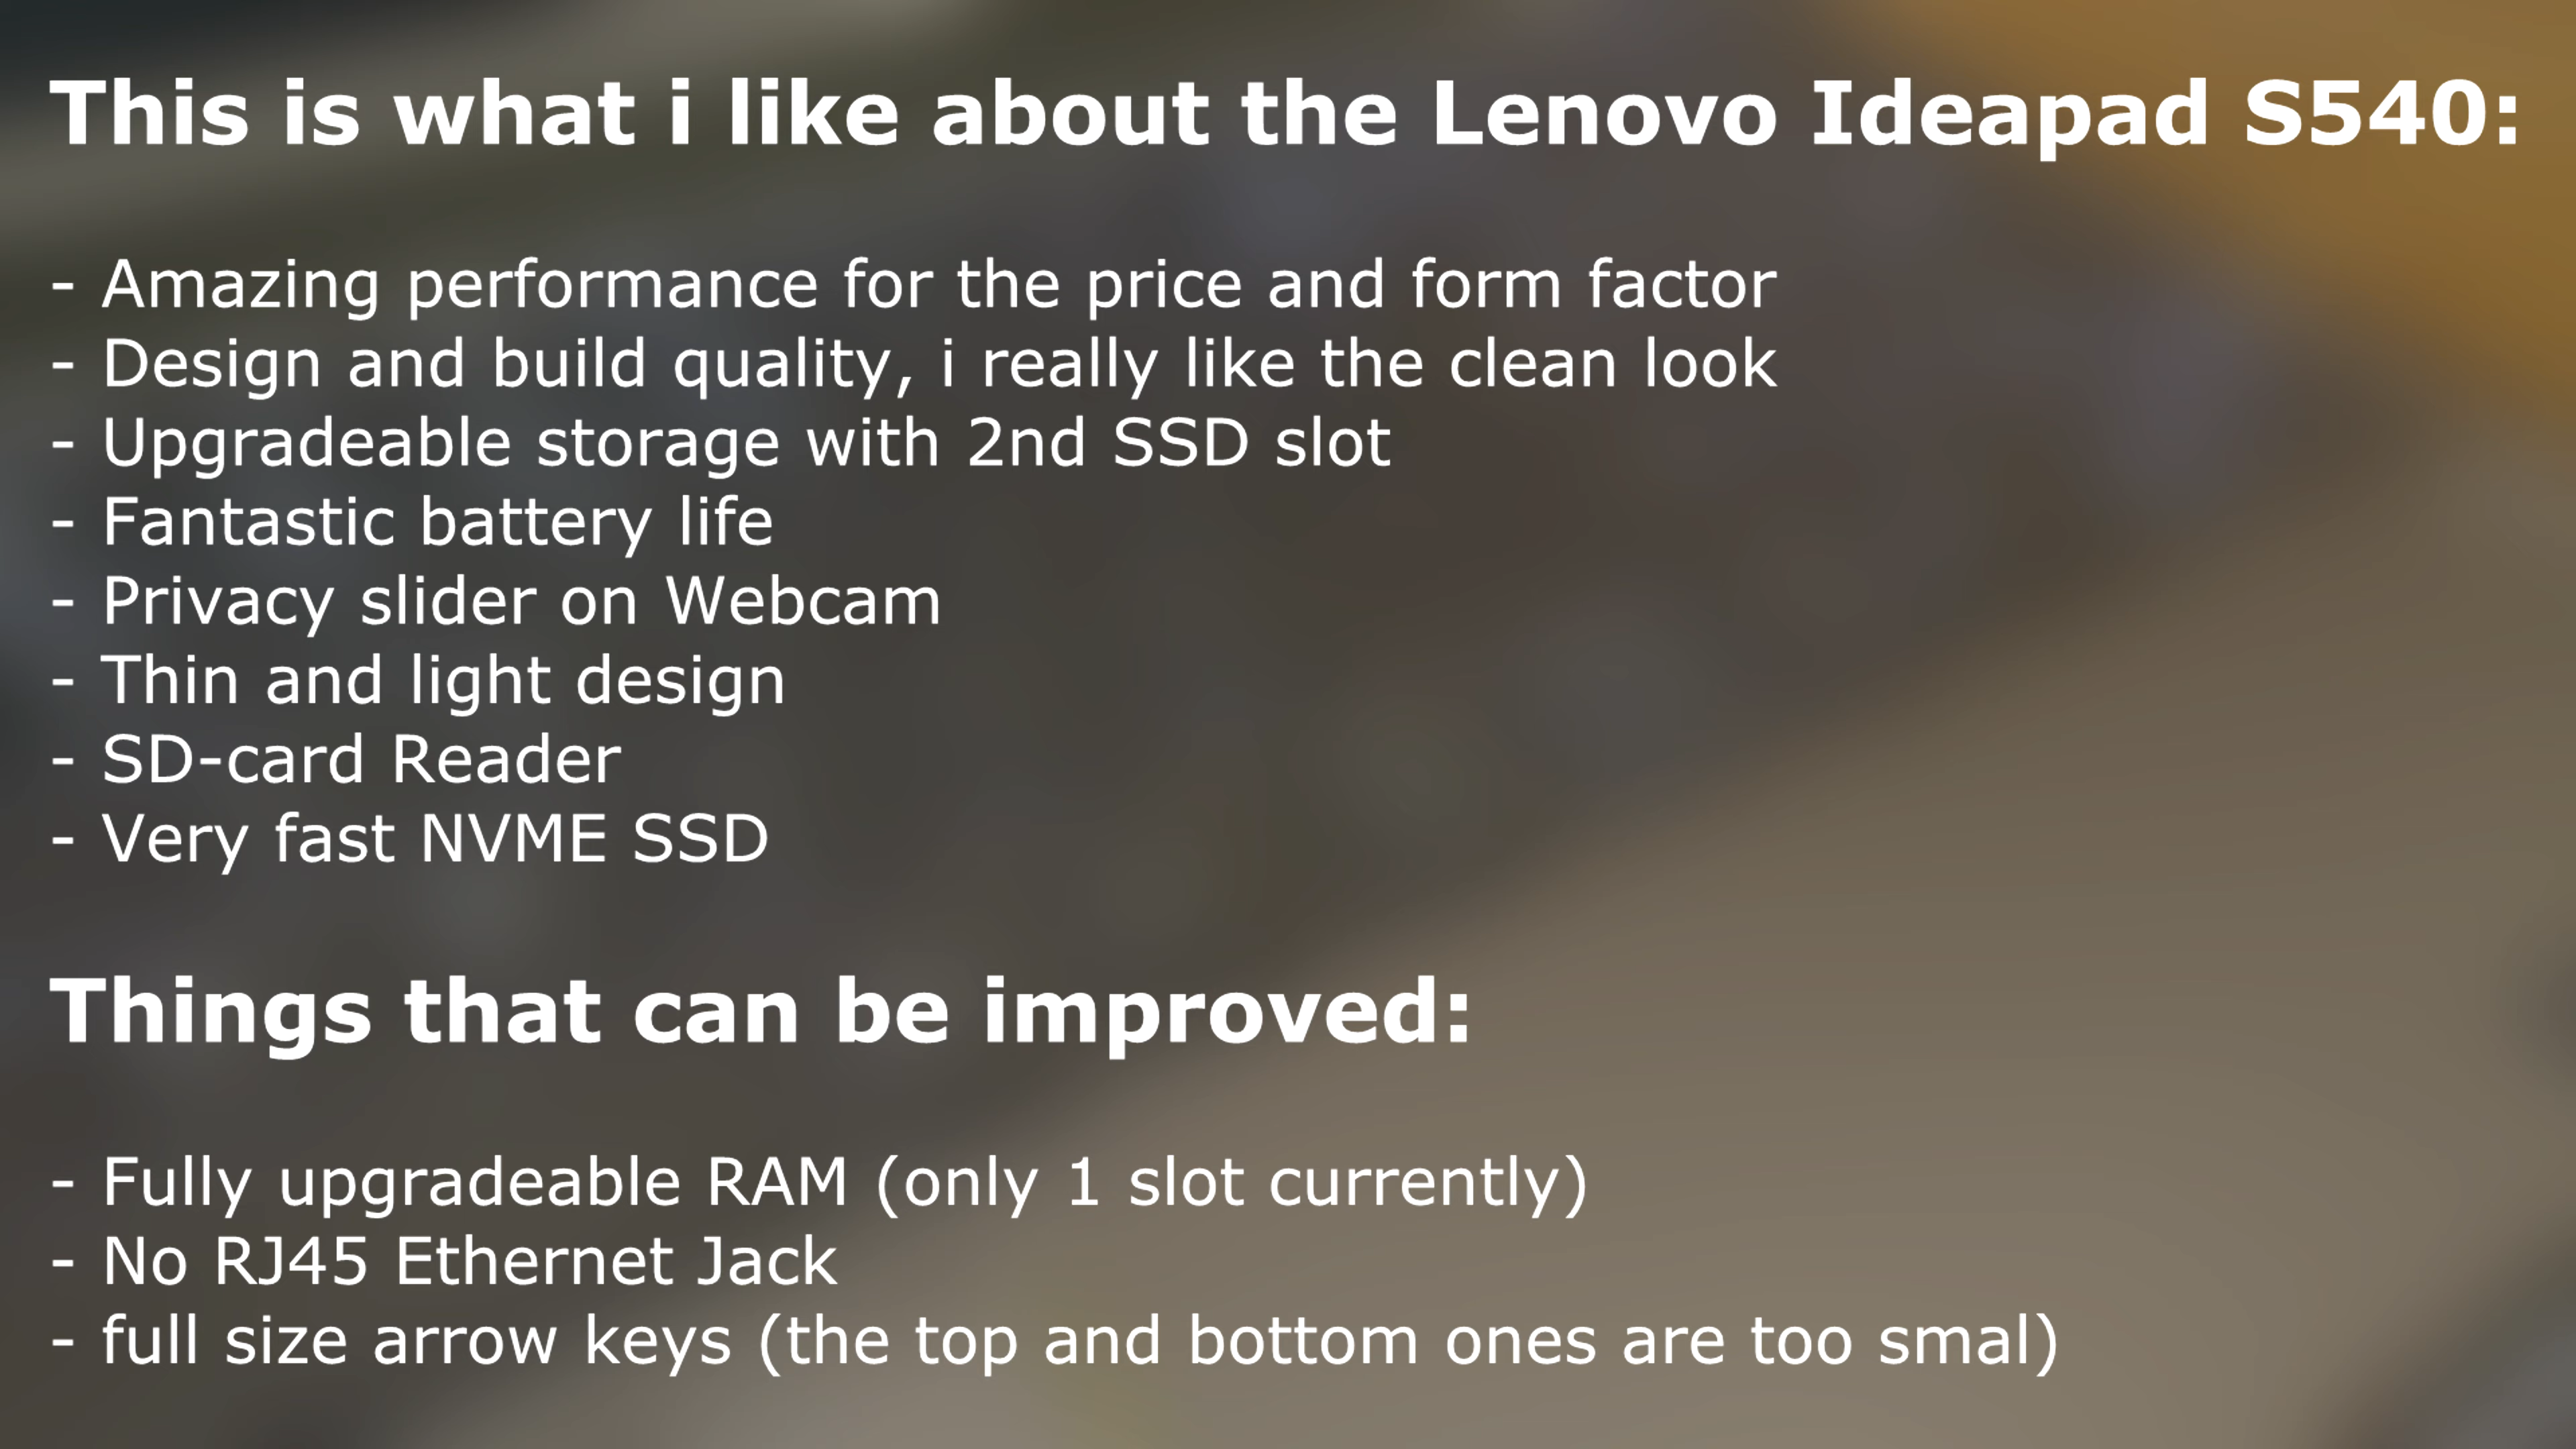 This is what i like about the Lenovo Ideapad S540:
- Amazing performance for the price and form factor
- Design and build quality, i really like the clean look
- Upgradeable storage with 2nd SSD slot
- Fantastic battery life
- Privacy slider on Webcam
- Thin and light design
- SD-card Reader
- Very fast NVME SSD
Things that can be improved:
- Fully upgradeable RAM (only 1 slot currently)
- No RJ45 Ethernet Jack
- full size arrow keys (the top and bottom ones are too smal)